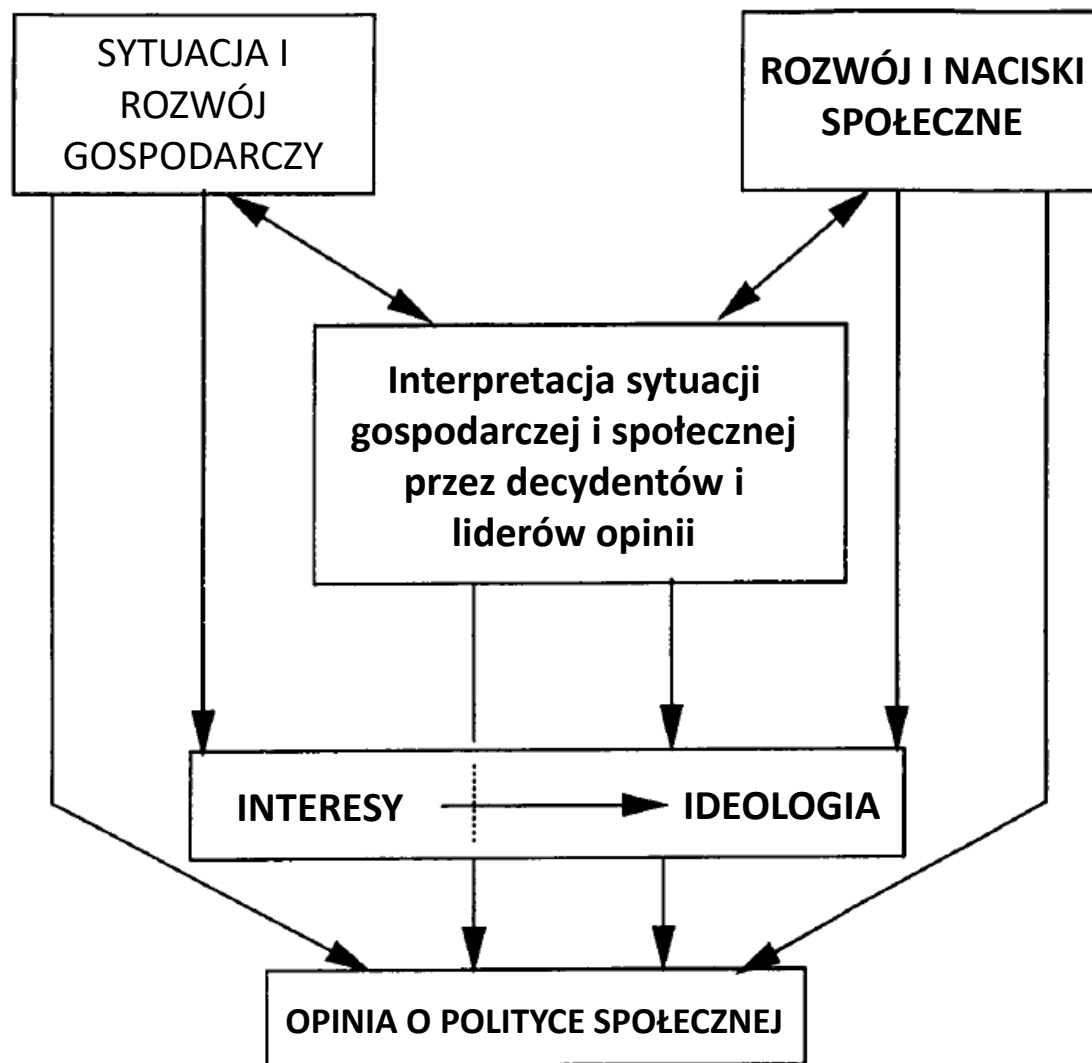 SYTUACJA I
ROZWÓJ
GOSPODARCZY
ROZWÓJ I NACISKI
SPOŁECZNE
Interpretacja sytuacji
gospodarczej i społecznej
przez decydentów i
liderów opinii
INTERESY
IDEOLOGIA
OPINIA O POLITYCE SPOŁECZNEJ